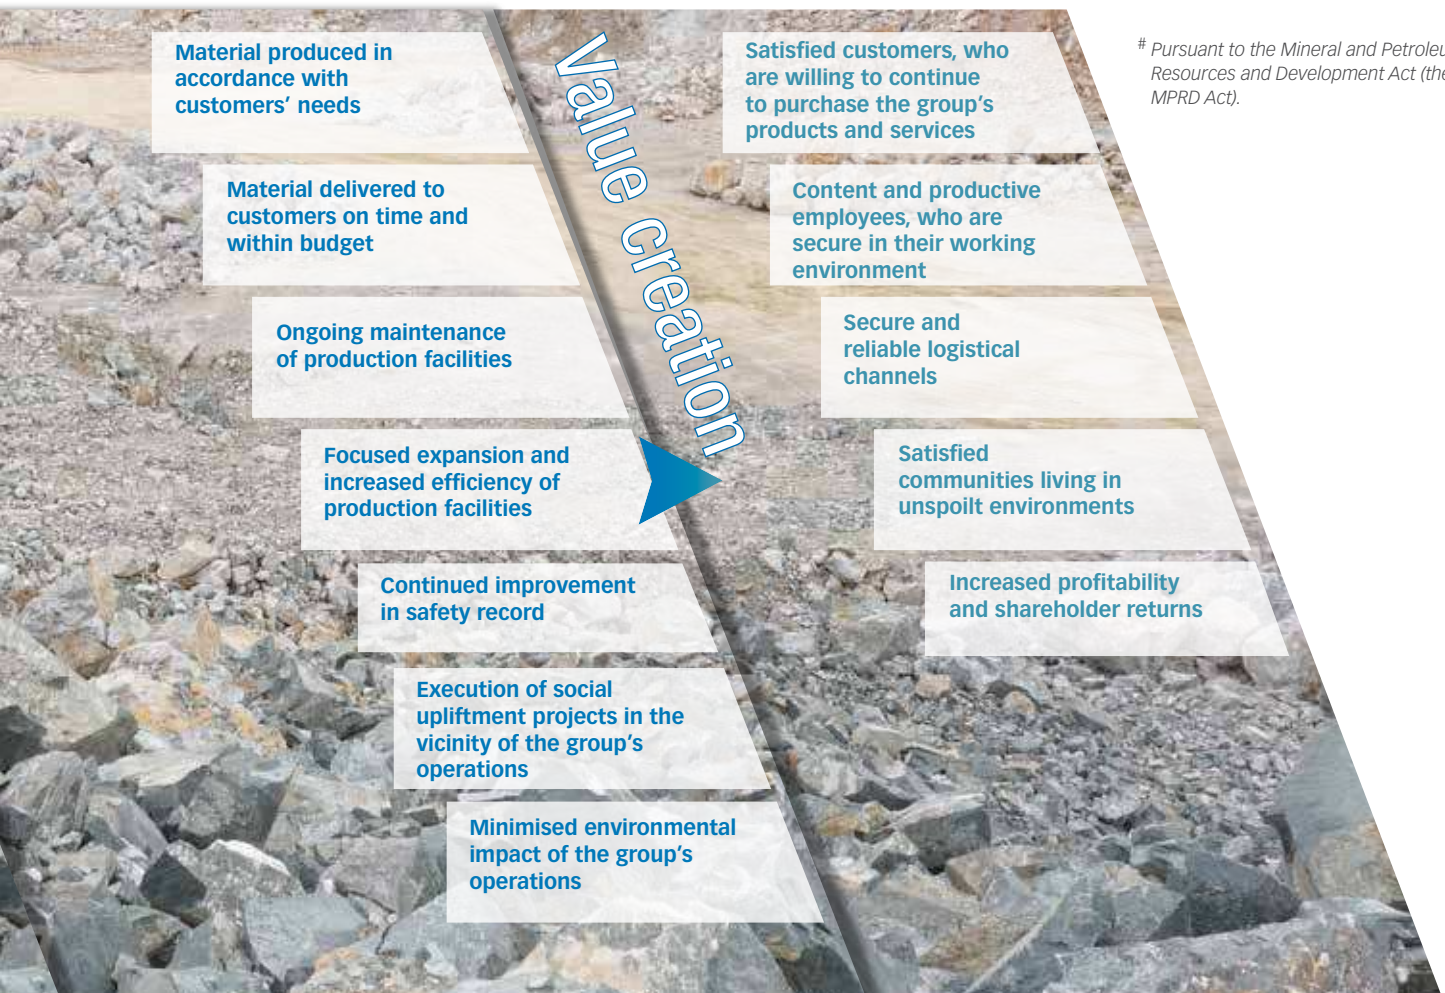 Material produced in
accordance with
customers’ needs
Material delivered to
customers on time and
within budget
Ongoing maintenance
of production facilities
Focused expansion and
increased efficiency of
production facilities
Continued improvement
in safety record
Execution of social
upliftment projects in the
vicinity of the group’s
operations
Minimised environmental
impact of the group’s
operations
Value creation
Satisfied customers, who
are willing to continue
to purchase the group’s
products and services
Content and productive
employees, who are
secure in their working
environment
Secure and
reliable logistical
channels
Satisfied
communities living in
unspoilt environments
Increased profitability
and shareholder returns
# Pursuant to the Mineral and
Resources and Development Act
MPRD Act).